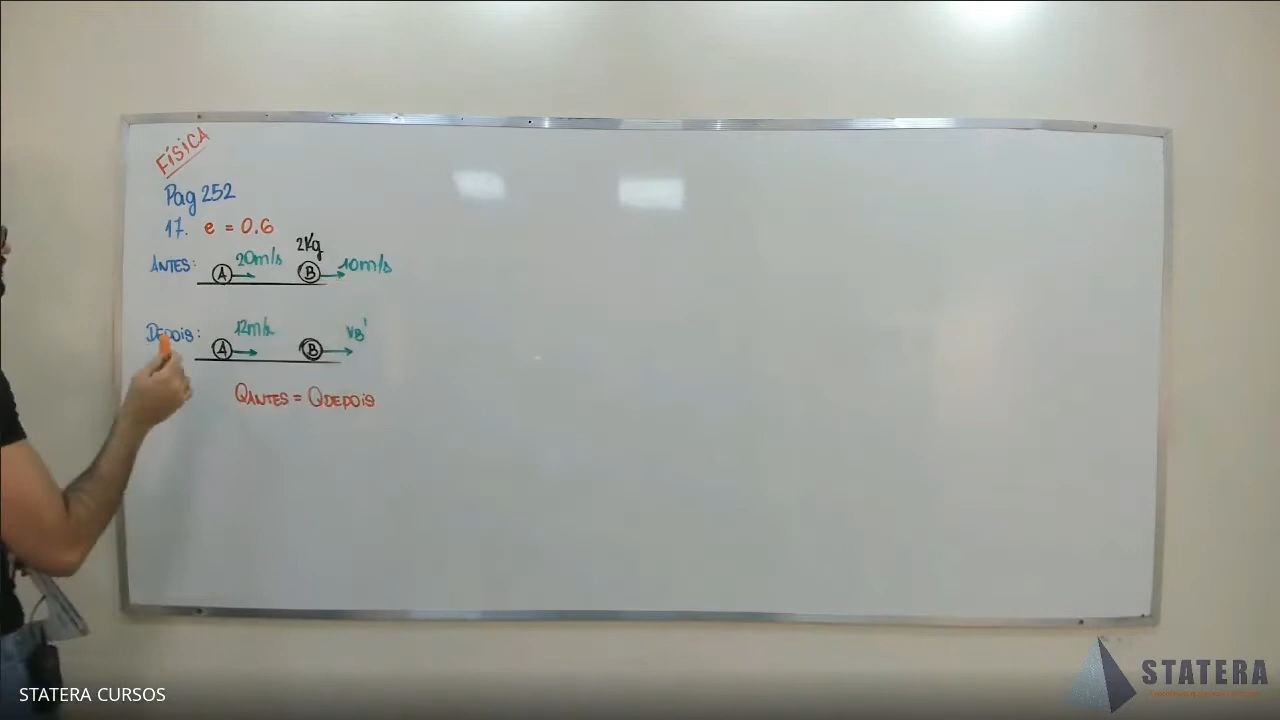 FÍSICA
Pag 252
17. e = 0.6
2Kg
ANTES: A 20m/s B 10m/s
DEPOIS: A 12m/s B VB'
QANTES = QDEPOIS
STATERA CURSOS
STATERA